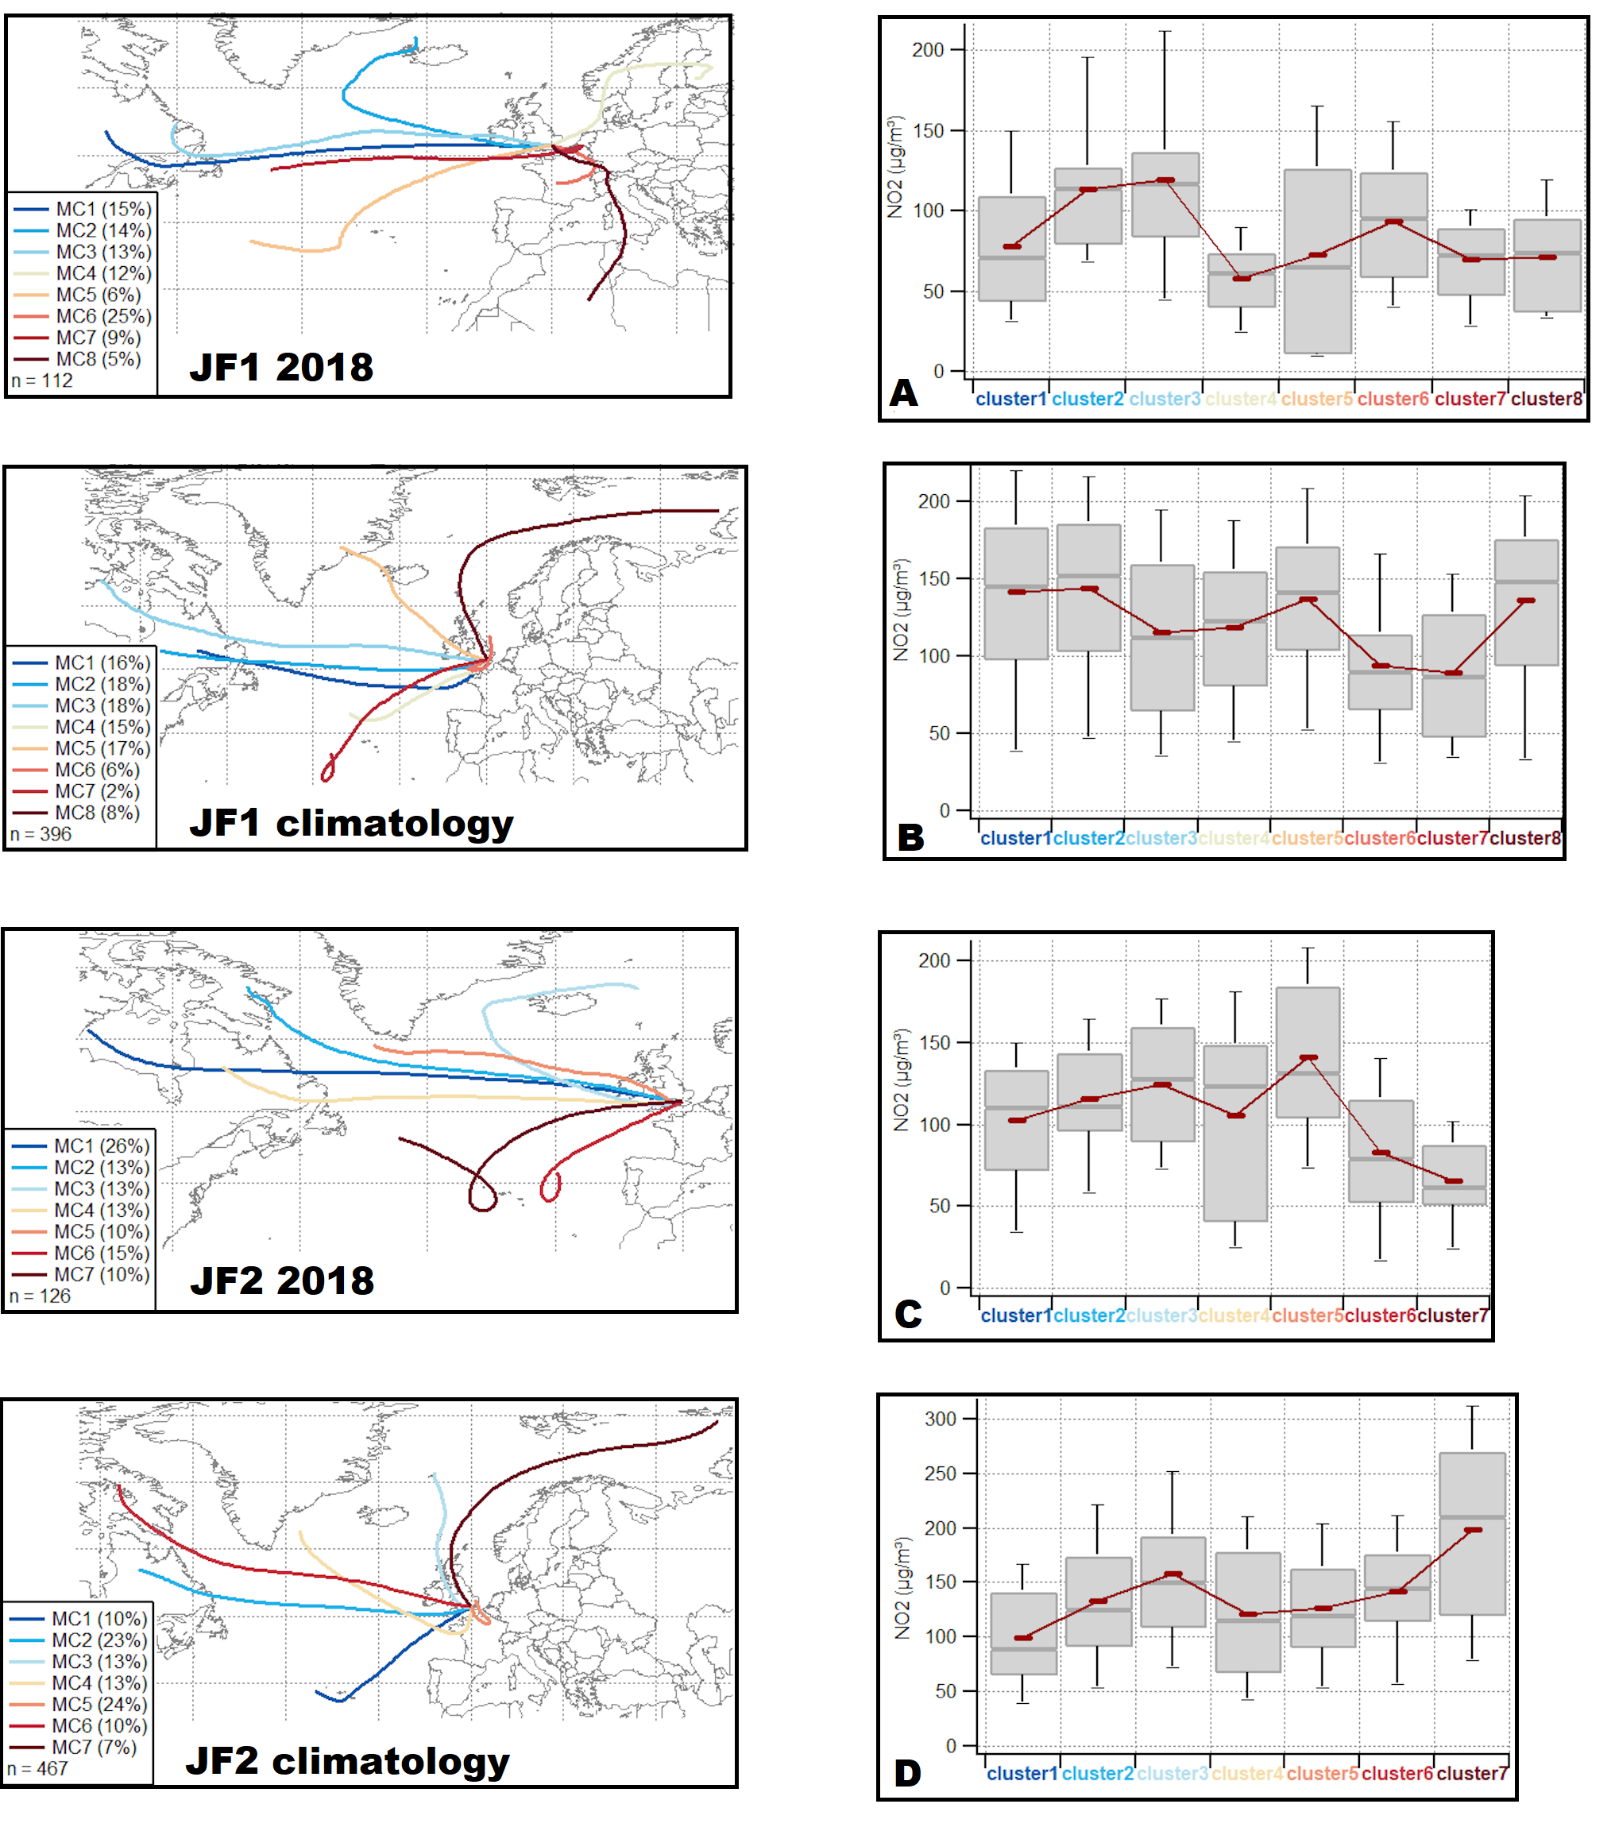 MC1 (15%)
MC2 (14%)
MC3 (13%)
MC4 (12%)
MC5 (6%)
MC6 (25%)
MC7 (9%)
MC8 (5%)
n = 112
JF1 2018
NO2 (µg/m³)
200
150
100
50
0
A
cluster1 cluster2 cluster3 cluster4 cluster5 cluster6 cluster7 cluster8
MC1 (16%)
MC2 (18%)
MC3 (18%)
MC4 (15%)
MC5 (17%)
MC6 (6%)
MC7 (2%)
MC8 (8%)
n = 396
JF1 climatology
NO2 (µg/m³)
200
150
100
50
0
B
cluster1 cluster2 cluster3 cluster4 cluster5 cluster6 cluster7 cluster8
MC1 (26%)
MC2 (13%)
MC3 (13%)
MC4 (13%)
MC5 (10%)
MC6 (15%)
MC7 (10%)
n = 126
JF2 2018
NO2 (µg/m³)
200
150
100
50
0
C
cluster1 cluster2 cluster3 cluster4 cluster5 cluster6 cluster7
MC1 (10%)
MC2 (23%)
MC3 (13%)
MC4 (13%)
MC5 (24%)
MC6 (10%)
MC7 (7%)
n = 467
JF2 climatology
NO2 (µg/m³)
300
250
200
150
100
50
0
D
cluster1 cluster2 cluster3 cluster4 cluster5 cluster6 cluster7